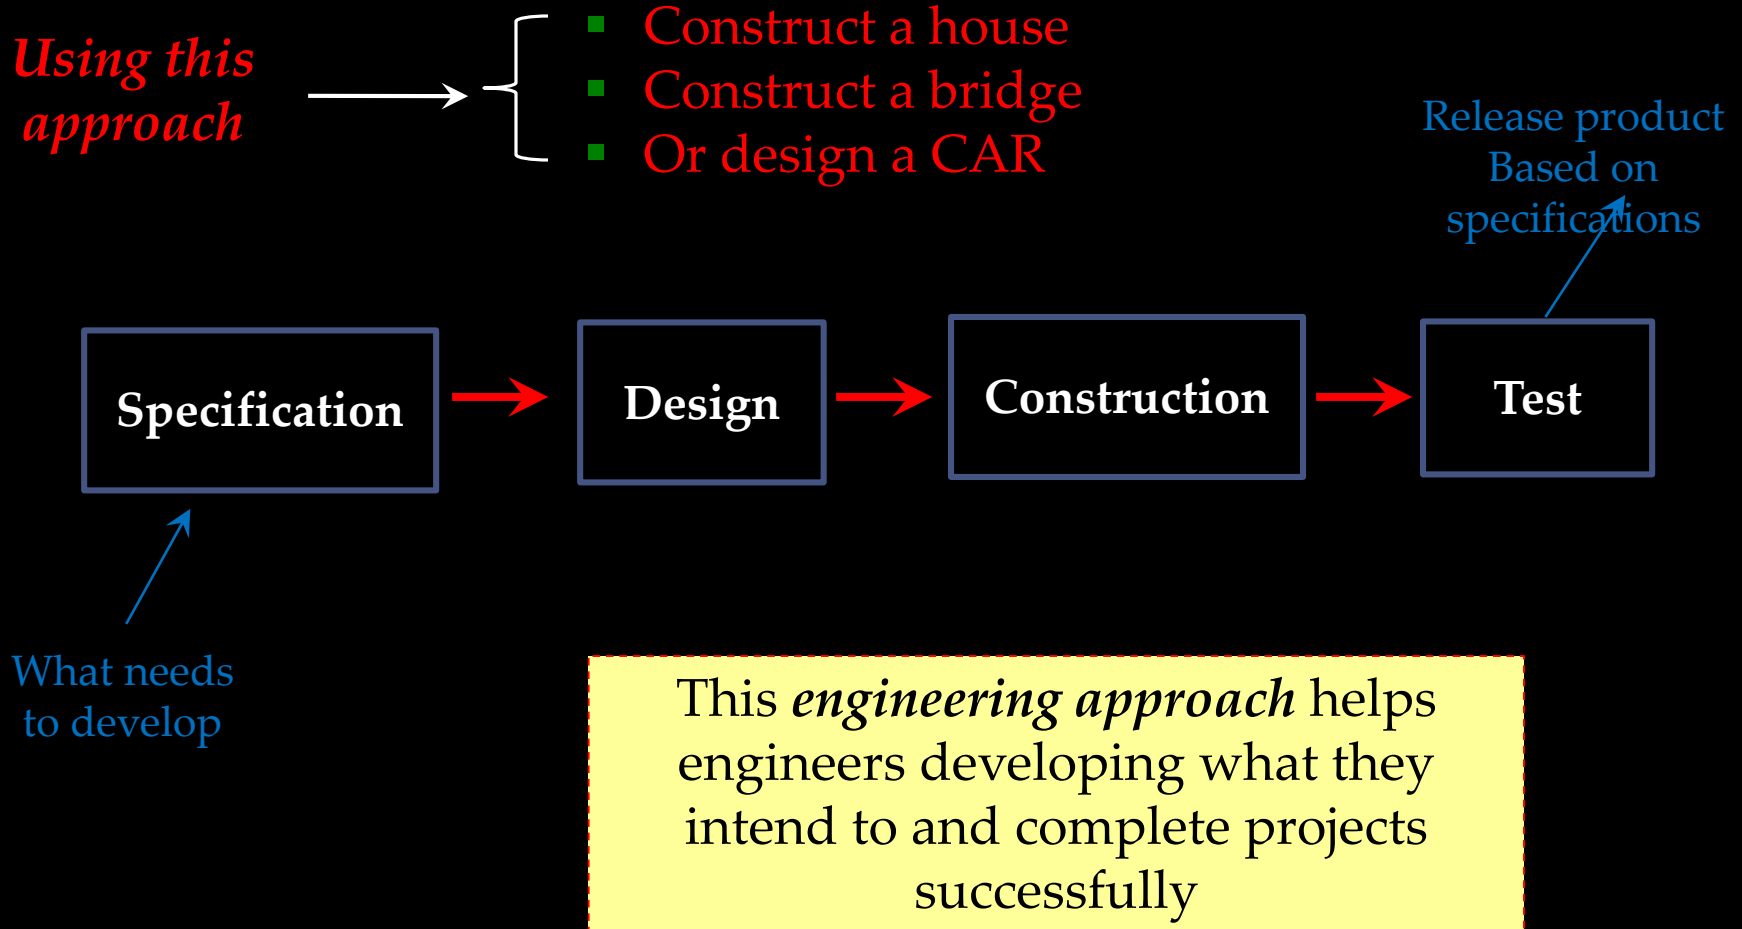 Using this
approach
Construct a house
Construct a bridge
Or design a CAR
Release product
Based on
specifications
Specification
Design
Construction
Test
What needs
to develop
This engineering approach helps
engineers developing what they
intend to and complete projects
successfully